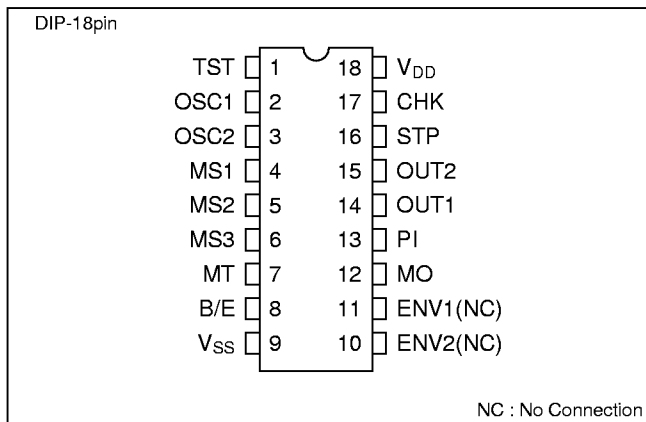 DIP-18pin
TST 1 18 VDD
OSC1 2 17 CHK
OSC2 3 16 STP
MS1 4 15 OUT2
MS2 5 14 OUT1
MS3 6 13 PI
MT 7 12 MO
B/E 8 11 ENV1(NC)
VSS 9 10 ENV2(NC)
NC : No Connection